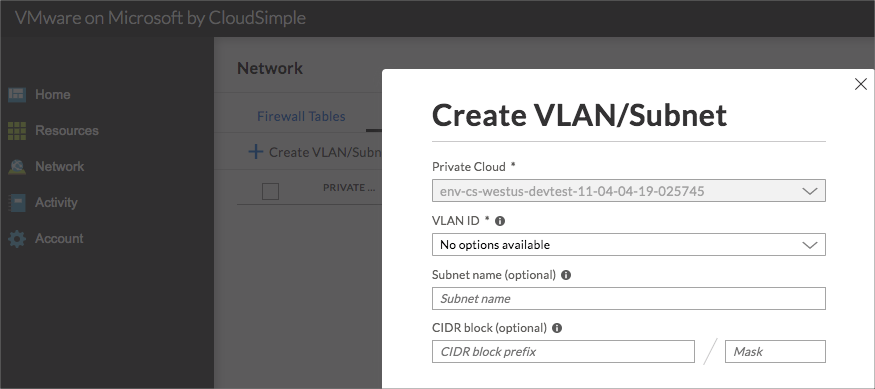 VMware on Microsoft by CloudSimple
Home
Resources
Network
Activity
Account
Network
Firewall Tables
Create VLAN/Subn
PRIVATE ...
Create VLAN/Subnet
Private Cloud *
env-cs-westus-devtest-11-04-04-19-025745
VLAN ID *
No options available
Subnet name (optional)
Subnet name
CIDR block (optional)
CIDR block prefix / Mask